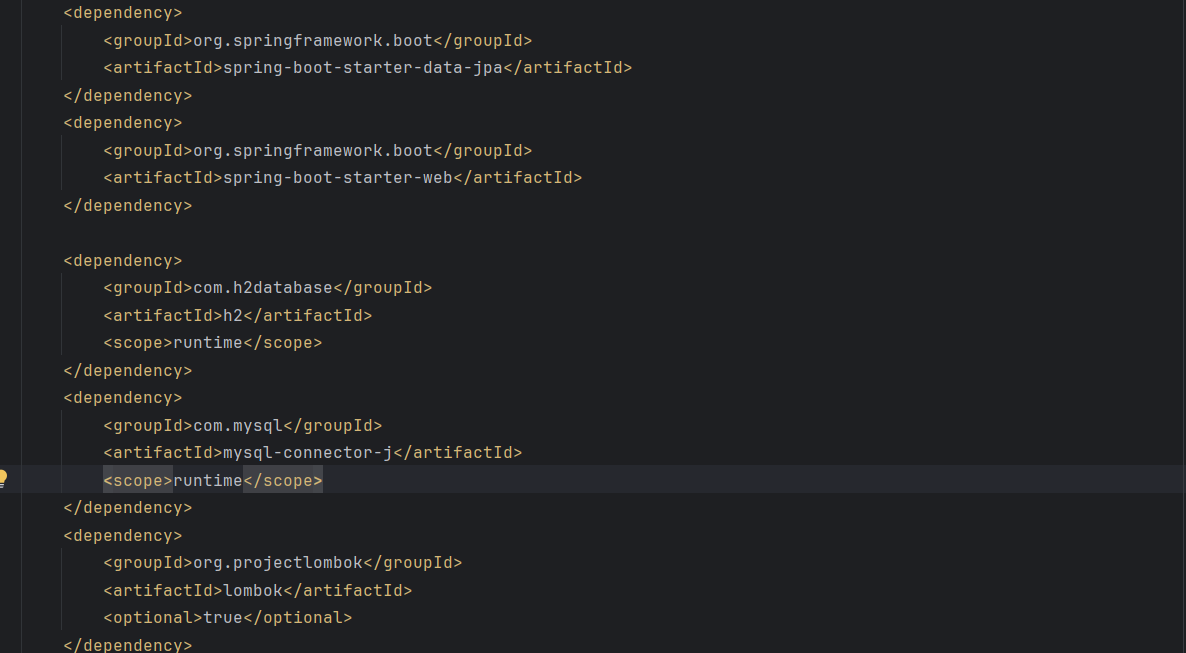 <dependency>
<groupId>org.springframework.boot</groupId>
<artifactId>spring-boot-starter-data-jpa</artifactId>
</dependency>
<dependency>
<groupId>org.springframework.boot</groupId>
<artifactId>spring-boot-starter-web</artifactId>
</dependency>
<dependency>
<groupId>com.h2database</groupId>
<artifactId>h2</artifactId>
<scope>runtime</scope>
</dependency>
<dependency>
<groupId>com.mysql</groupId>
<artifactId>mysql-connector-j</artifactId>
<scope>runtime</scope>
</dependency>
<dependency>
<groupId>org.projectlombok</groupId>
<artifactId>lombok</artifactId>
<optional>true</optional>
</dependency>